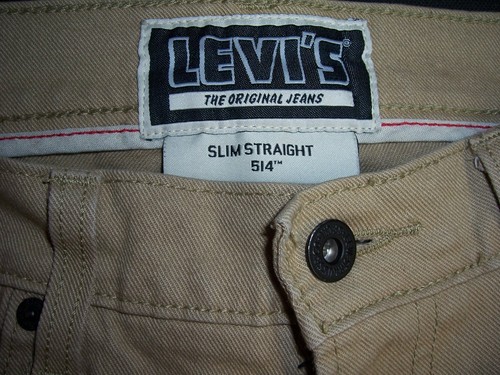 LEVI'S®
THE ORIGINAL JEANS
SLIM STRAIGHT
514™